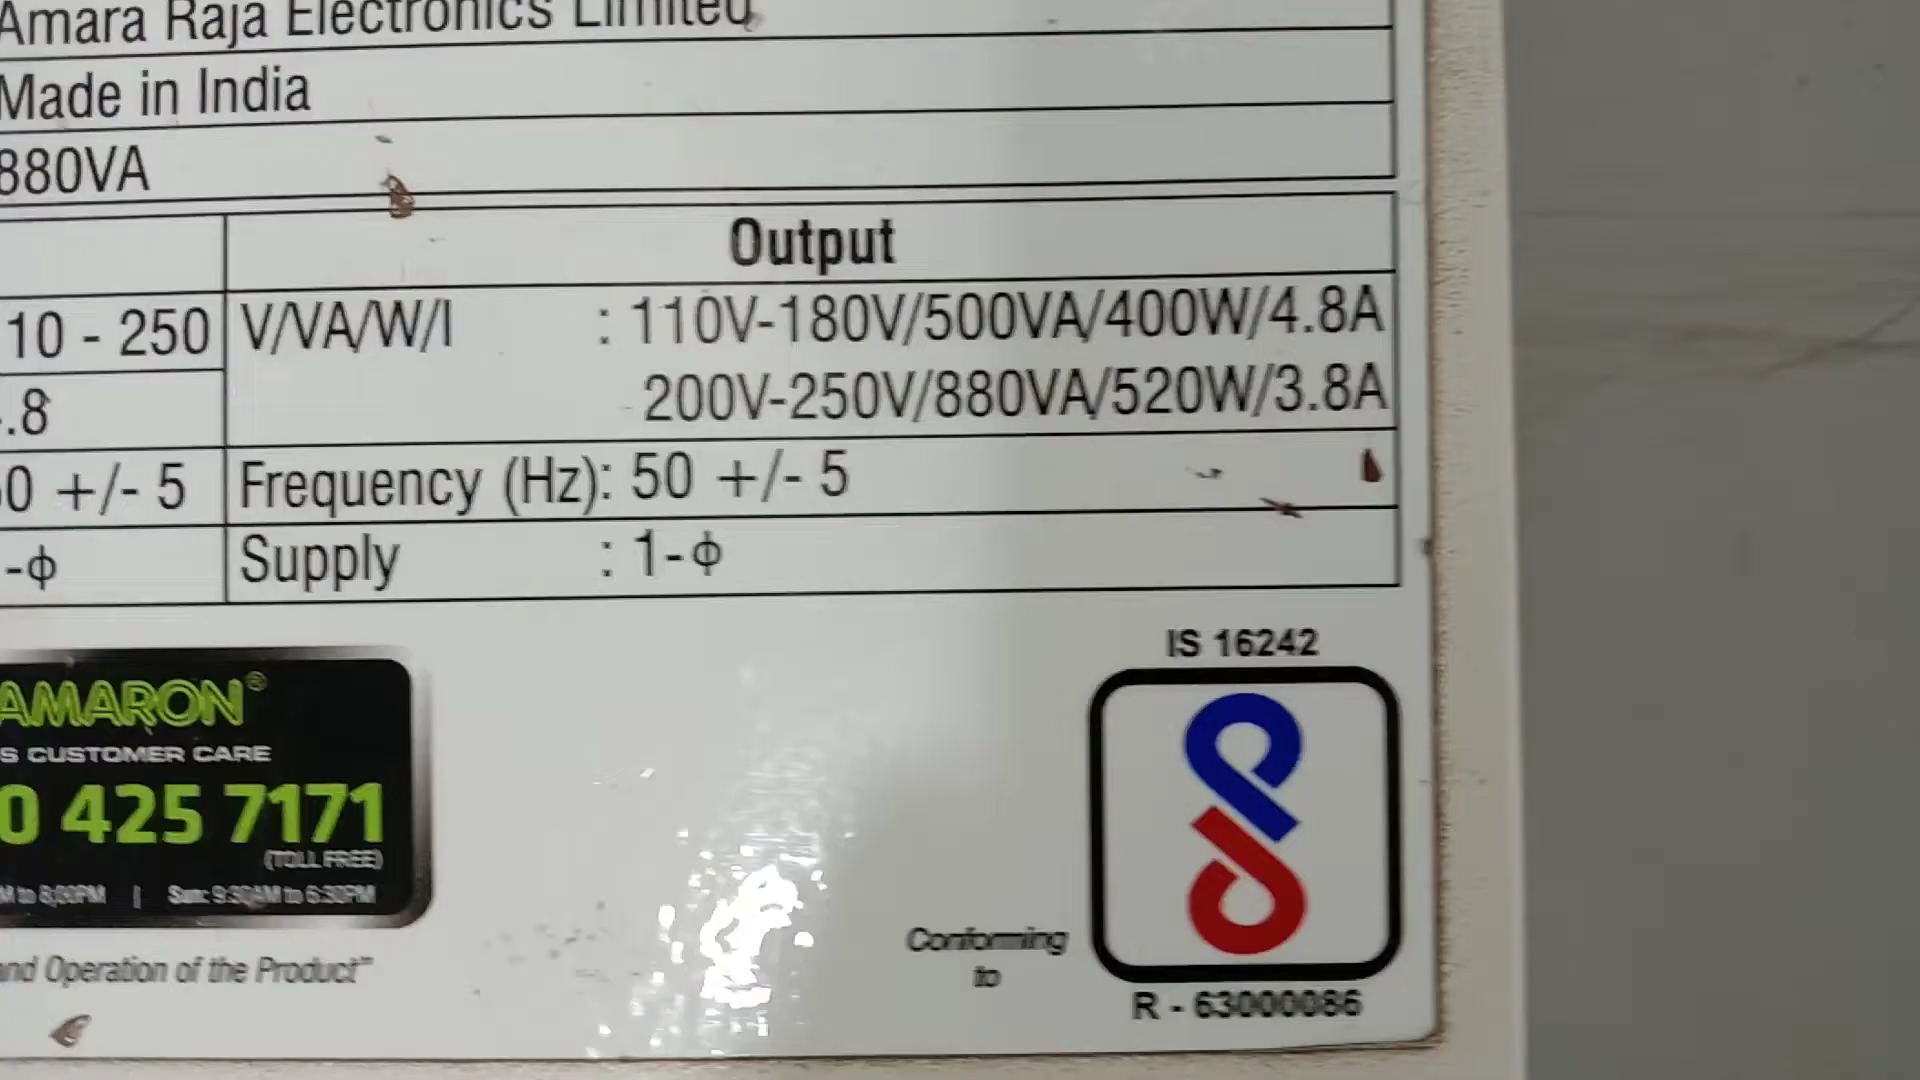 Amara Raja Electronics Limited
Made in India
880VA
Output
10 - 250 V/VA/W/I : 110V-180V/500VA/400W/4.8A
.8 200V-250V/880VA/520W/3.8A
0 +/- 5 Frequency (Hz): 50 +/- 5
-ϕ Supply : 1-ϕ
IS 16242
AMARON®
S CUSTOMER CARE
0 425 7171
(TOLL FREE)
M to 8:00PM | Sun: 9:30AM to 6:30PM
Conforming
to
and Operation of the Product"
R - 63000086